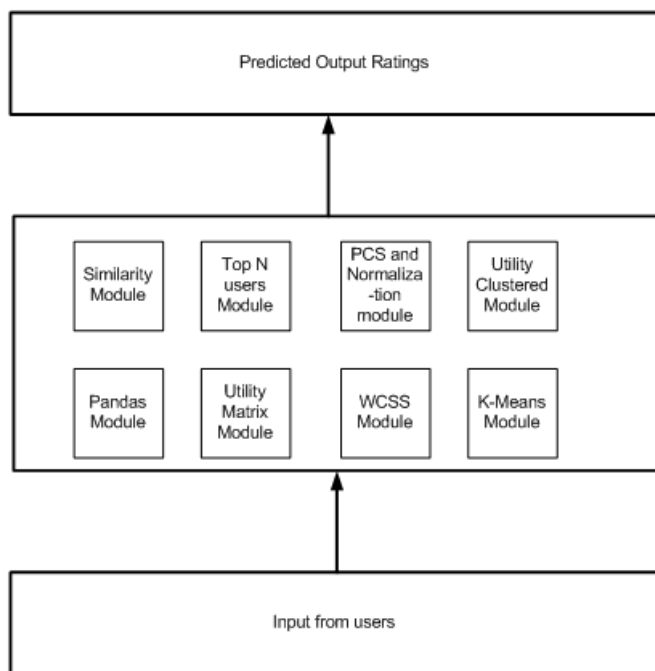 Predicted Output Ratings
Similarity
Module
Top N
users
Module
PCS and
Normaliza
-tion
module
Utility
Clustered
Module
Pandas
Module
Utility
Matrix
Module
WCSS
Module
K-Means
Module
Input from users